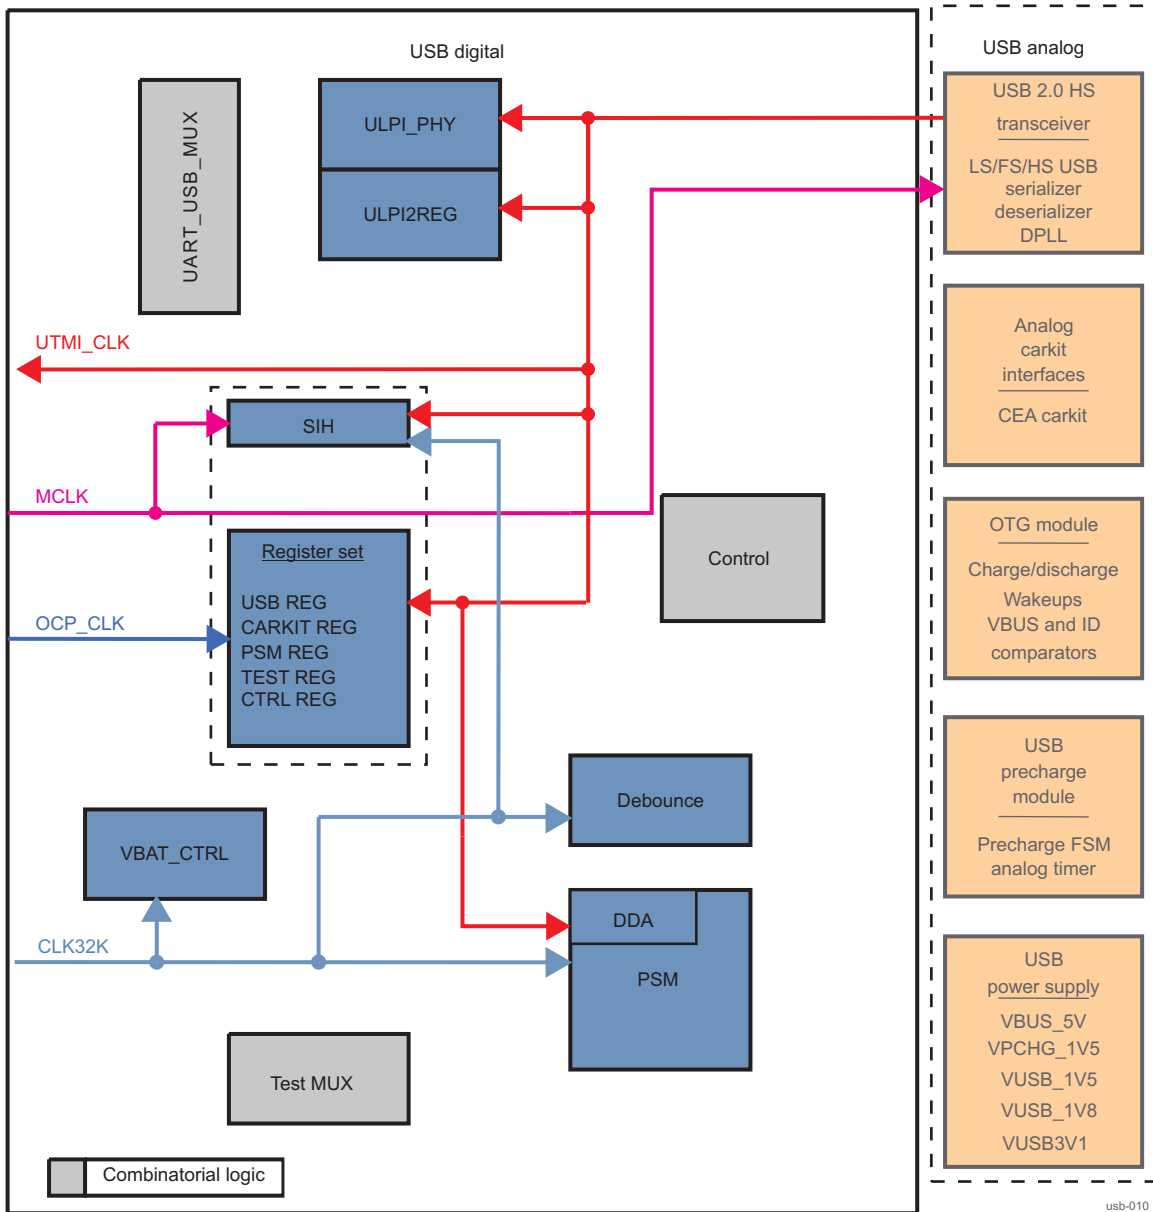 USB digital
UART_USB_MUX
ULPI_PHY
ULPI2REG
UTMI_CLK
SIH
MCLK
Register set
USB REG
CARKIT REG
PSM REG
TEST REG
CTRL REG
OCP_CLK
Control
Debounce
VBAT_CTRL
DDA
PSM
CLK32K
Test MUX
Combinatorial logic
USB analog
USB 2.0 HS
transceiver
LS/FS/HS USB
serializer
deserializer
DPLL
Analog
carkit
interfaces
CEA carkit
OTG module
Charge/discharge
Wakeups
VBUS and ID
comparators
USB
precharge
module
Precharge FSM
analog timer
USB
power supply
VBUS_5V
VPCHG_1V5
VUSB_1V5
VUSB_1V8
VUSB3V1
usb-010